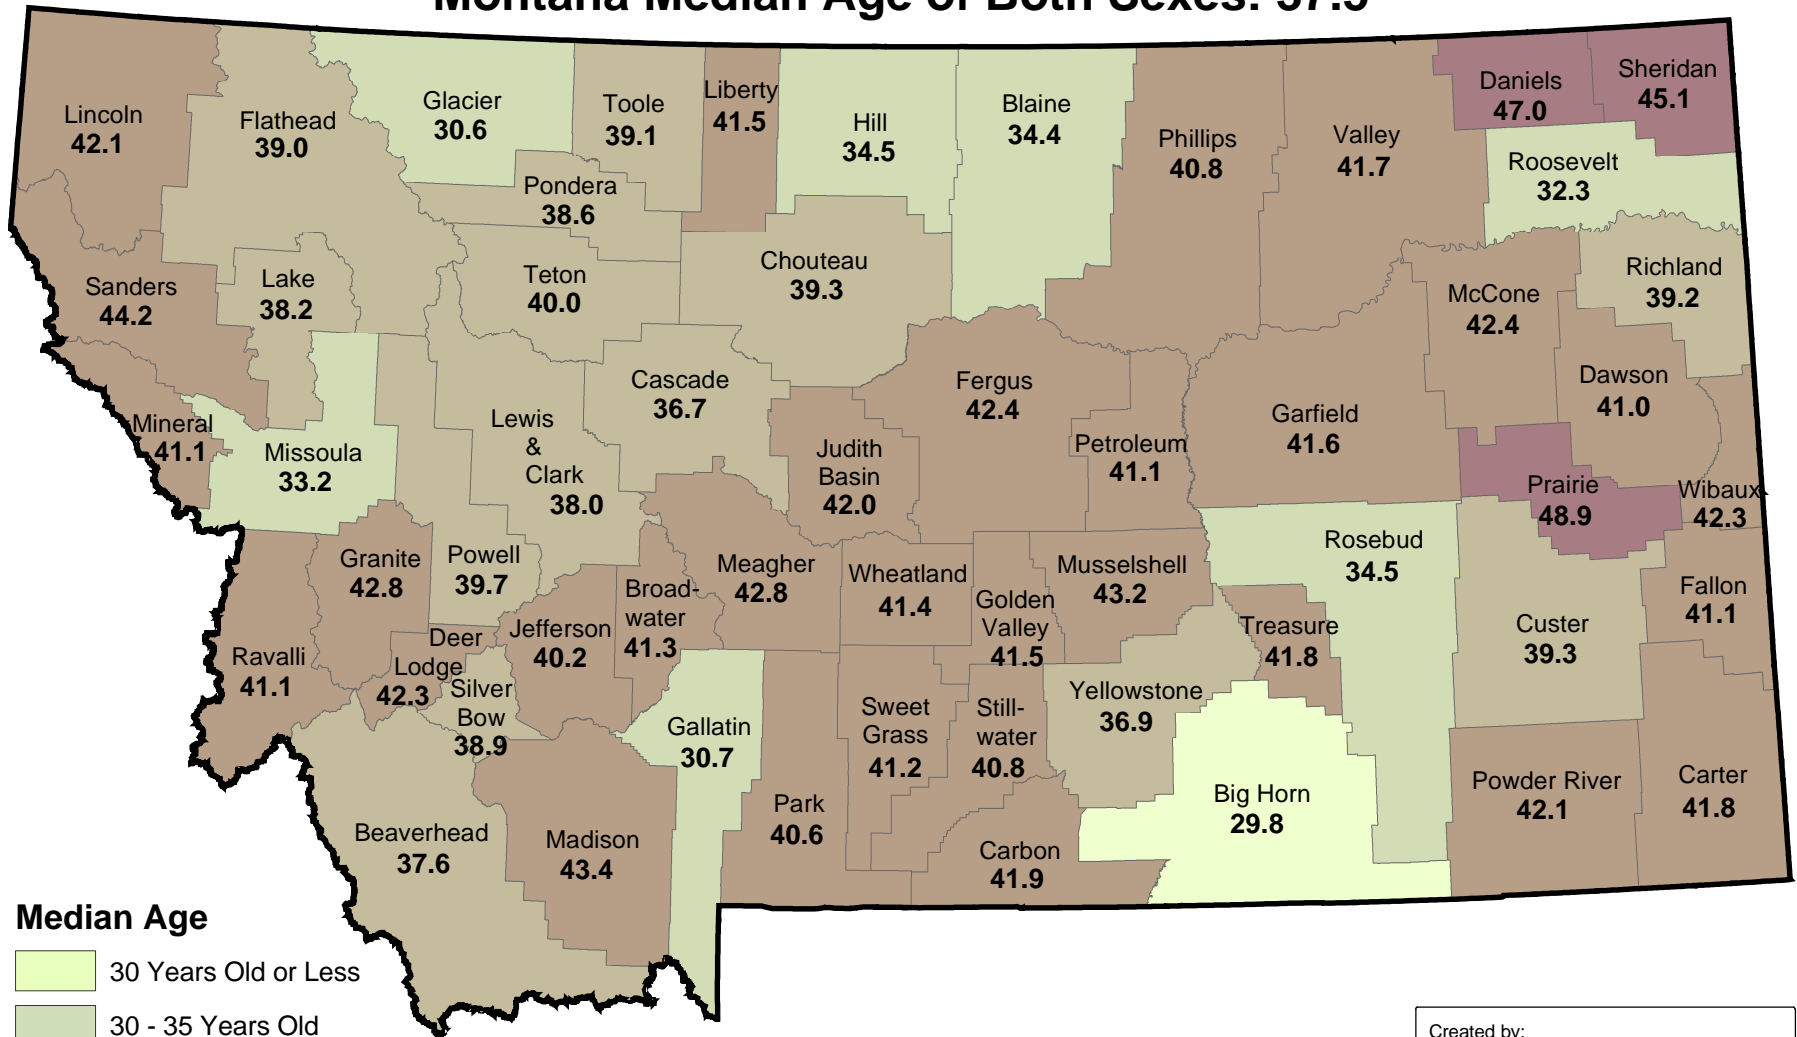 Montana Median Age of Both Sexes: 37.5
Lincoln
42.1
Flathead
39.0
Glacier
30.6
Toole
39.1
Liberty
41.5
Hill
34.5
Blaine
34.4
Phillips
40.8
Valley
41.7
Daniels
47.0
Sheridan
45.1
Roosevelt
32.3
Pondera
38.6
Sanders
44.2
Lake
38.2
Teton
40.0
Chouteau
39.3
McCone
42.4
Richland
39.2
Mineral
41.1
Missoula
33.2
Lewis
&
Clark
38.0
Cascade
36.7
Judith
Basin
42.0
Fergus
42.4
Petroleum
41.1
Garfield
41.6
Dawson
41.0
Prairie
48.9
Wibaux
42.3
Granite
42.8
Powell
39.7
Meagher
42.8
Broad-
water
41.3
Wheatland
41.4
Golden
Valley
41.5
Musselshell
43.2
Rosebud
34.5
Treasure
41.8
Custer
39.3
Fallon
41.1
Ravalli
41.1
Deer
Lodge
42.3
Jefferson
40.2
Silver
Bow
38.9
Gallatin
30.7
Sweet
Grass
41.2
Still-
water
40.8
Yellowstone
36.9
Beaverhead
37.6
Madison
43.4
Park
40.6
Carbon
41.9
Big Horn
29.8
Powder River
42.1
Carter
41.8
Median Age
30 Years Old or Less
30 - 35 Years Old
Created by: